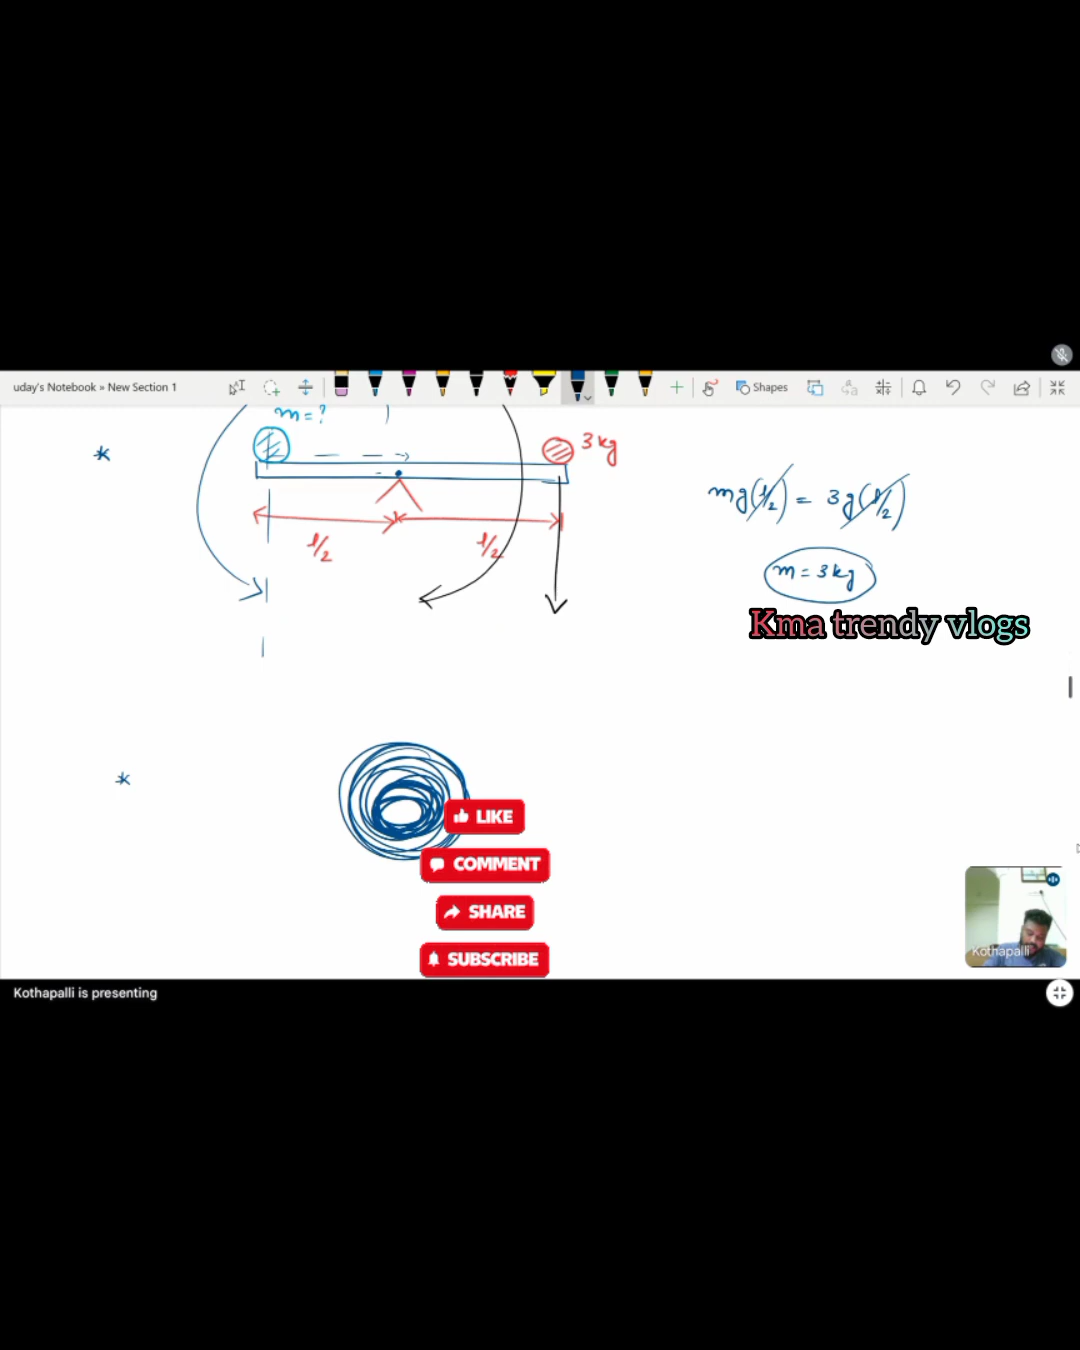 uday's Notebook » New Section 1
Shapes
m = ?
*
3 kg
l/2
l/2
mg(l/2) = 3g(l/2)
m = 3 kg
Kma trendy vlogs
*
LIKE
COMMENT
SHARE
SUBSCRIBE
Kothapalli
Kothapalli is presenting